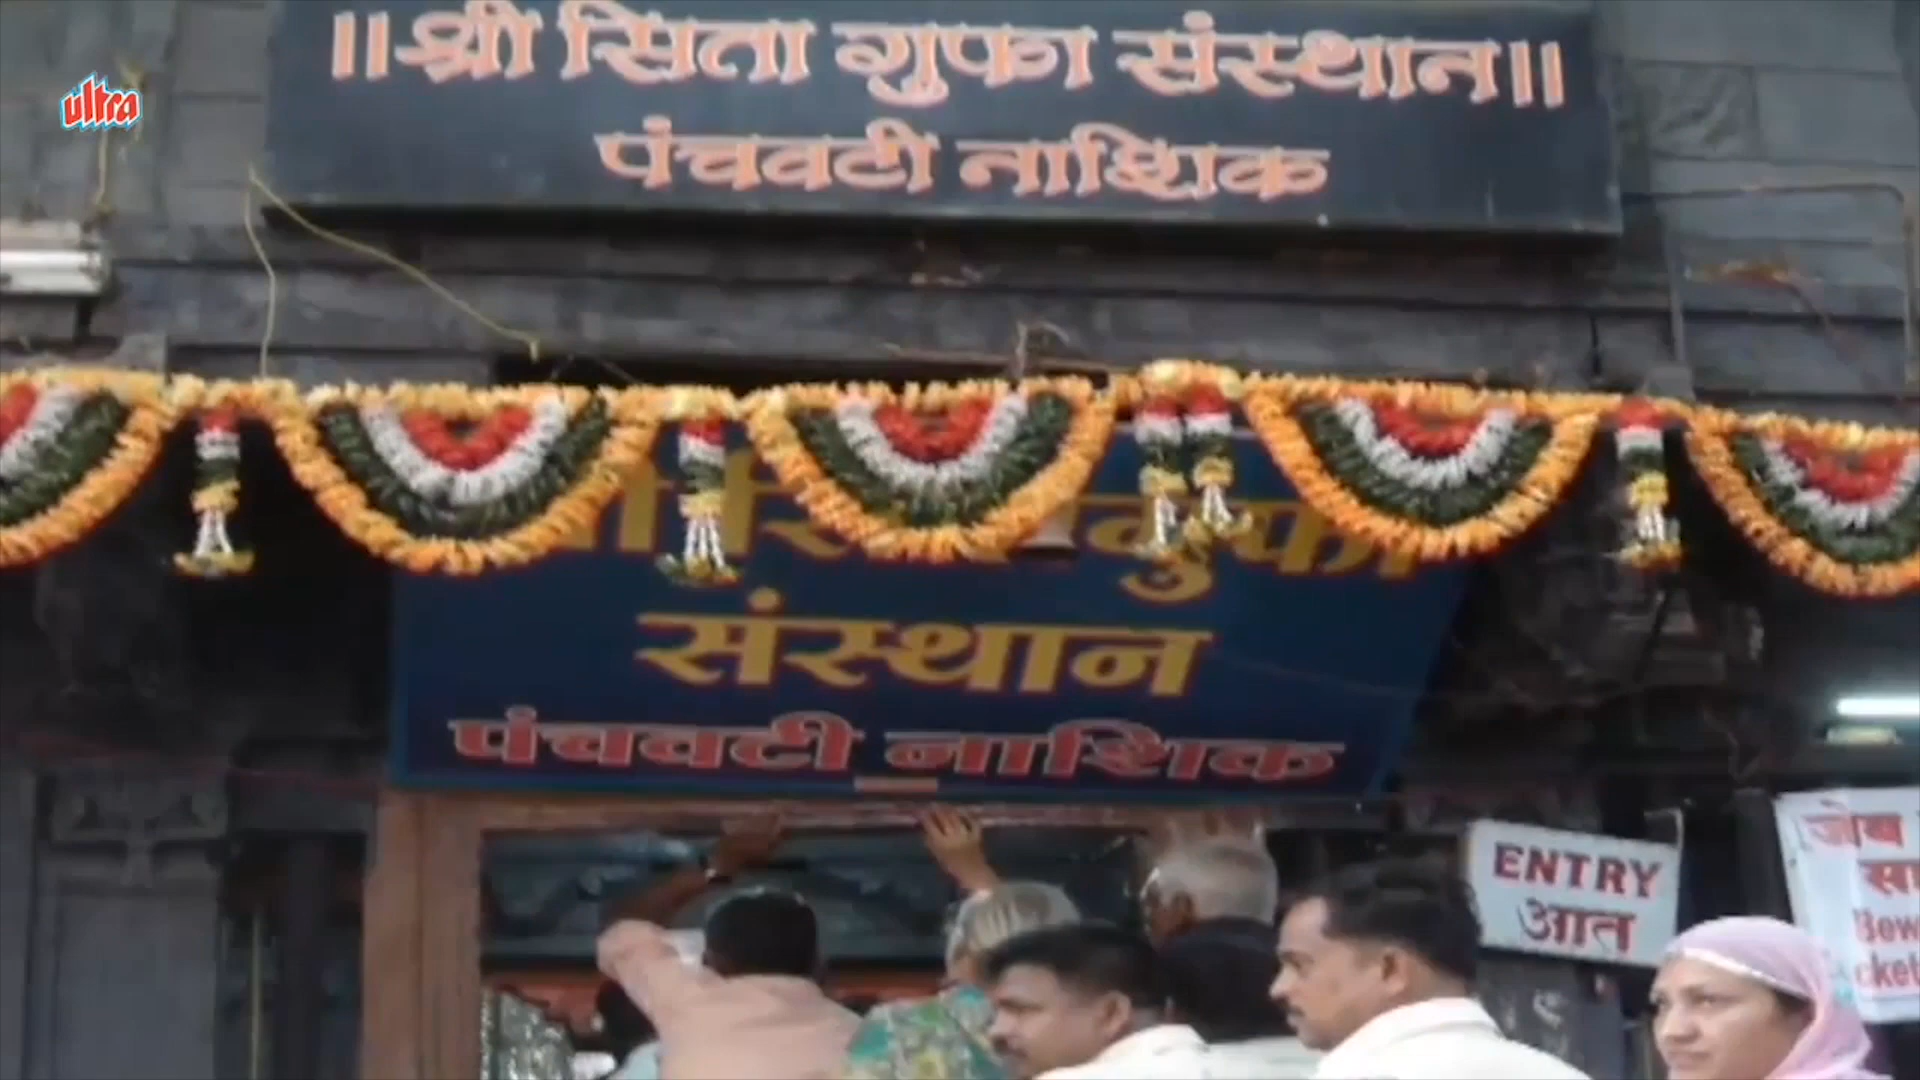 ultra
॥श्री सिता गुफा संस्थान॥
पंचवटी नाशिक
संस्थान
पंचवटी नाशिक
ENTRY
आत